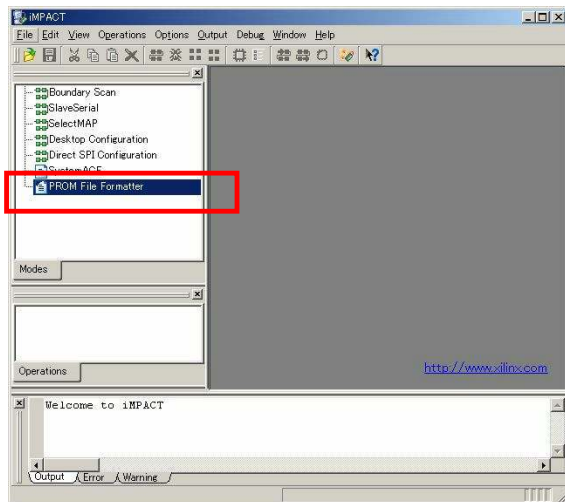 iMPACT
File Edit View Operations Options Output Debug Window Help
Boundary Scan
SlaveSerial
SelectMAP
Desktop Configuration
Direct SPI Configuration
SystemACE
PROM File Formatter
Modes
Operations
http://www.xilinx.com
Welcome to iMPACT
Output Error Warning